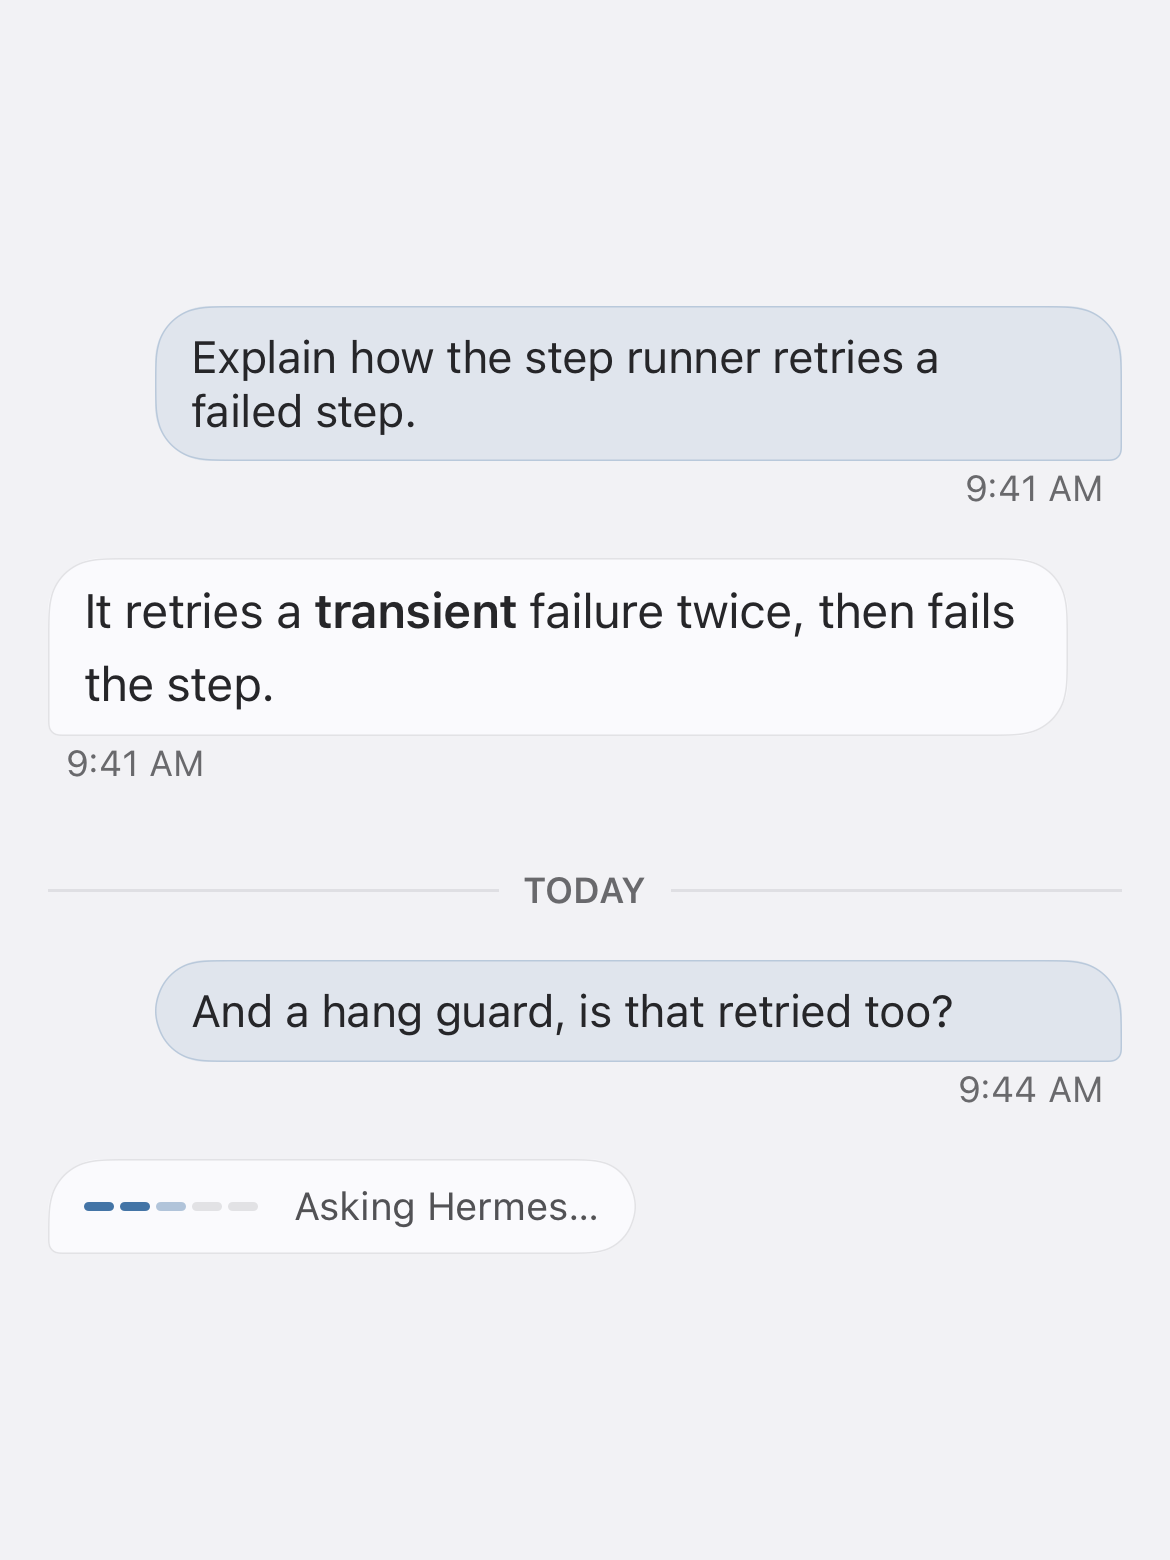 Explain how the step runner retries a
failed step.
9:41 AM
It retries a transient failure twice, then fails
the step.
9:41 AM
TODAY
And a hang guard, is that retried too?
9:44 AM
Asking Hermes...